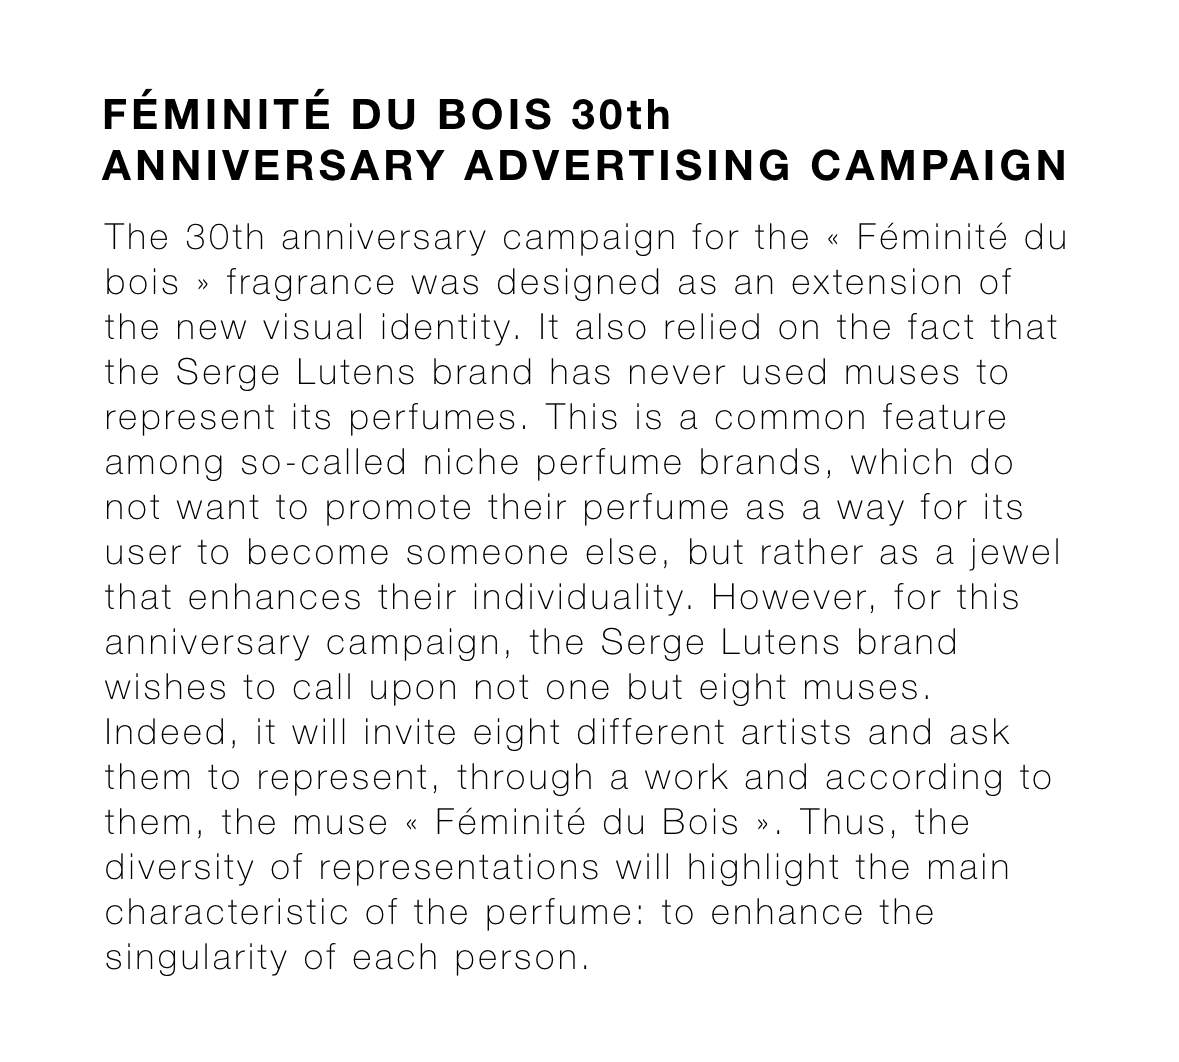 FÉMINITÉ DU BOIS 30th
ANNIVERSARY ADVERTISING CAMPAIGN
The 30th anniversary campaign for the « Féminité du
bois » fragrance was designed as an extension of
the new visual identity. It also relied on the fact that
the Serge Lutens brand has never used muses to
represent its perfumes. This is a common feature
among so-called niche perfume brands, which do
not want to promote their perfume as a way for its
user to become someone else, but rather as a jewel
that enhances their individuality. However, for this
anniversary campaign, the Serge Lutens brand
wishes to call upon not one but eight muses.
Indeed, it will invite eight different artists and ask
them to represent, through a work and according to
them, the muse « Féminité du Bois ». Thus, the
diversity of representations will highlight the main
characteristic of the perfume: to enhance the
singularity of each person.